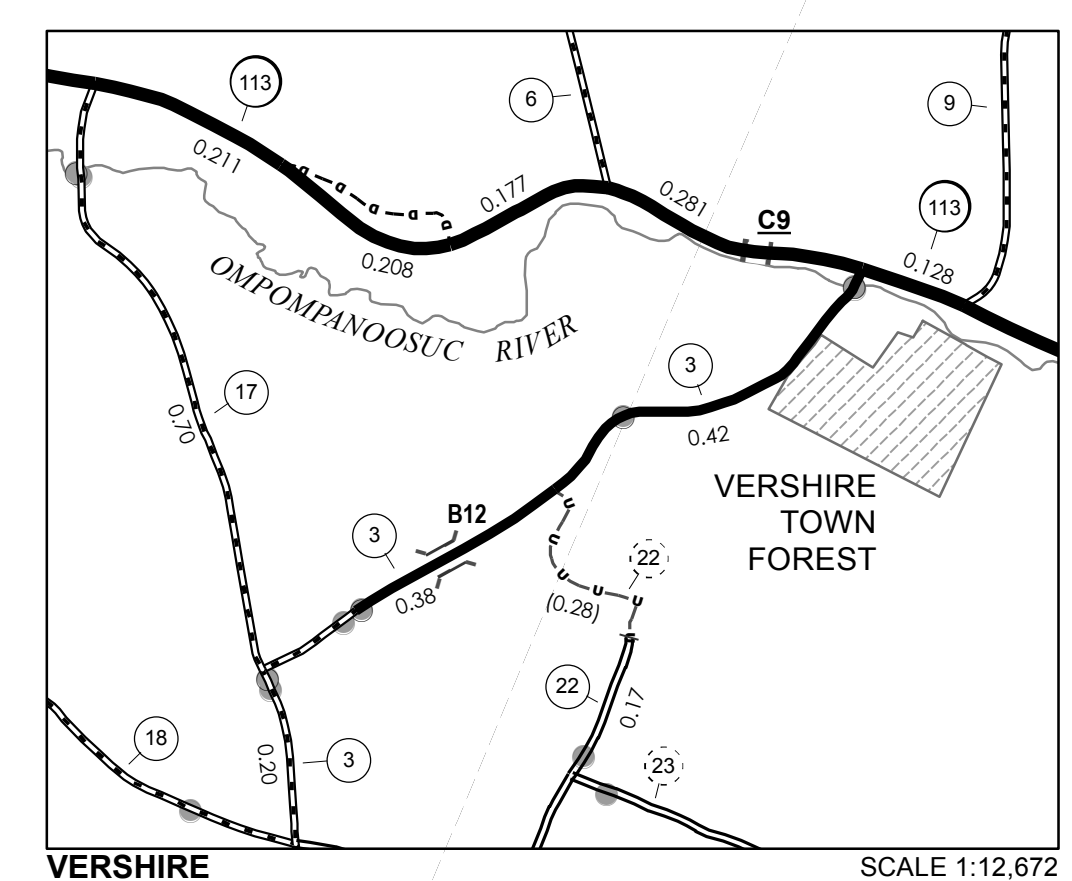 113
6
9
0.211
0.177
0.281
C9
113
0.128
0.208
OMPOMPANOOSUC RIVER
3
17
0.70
0.42
VERSHIRE
TOWN
FOREST
B12
3
22
0.38
(0.28)
22
0.17
18
0.20
3
23
D
D
D
D
D
U
U
U
U
U
U
VERSHIRE
SCALE 1:12,672